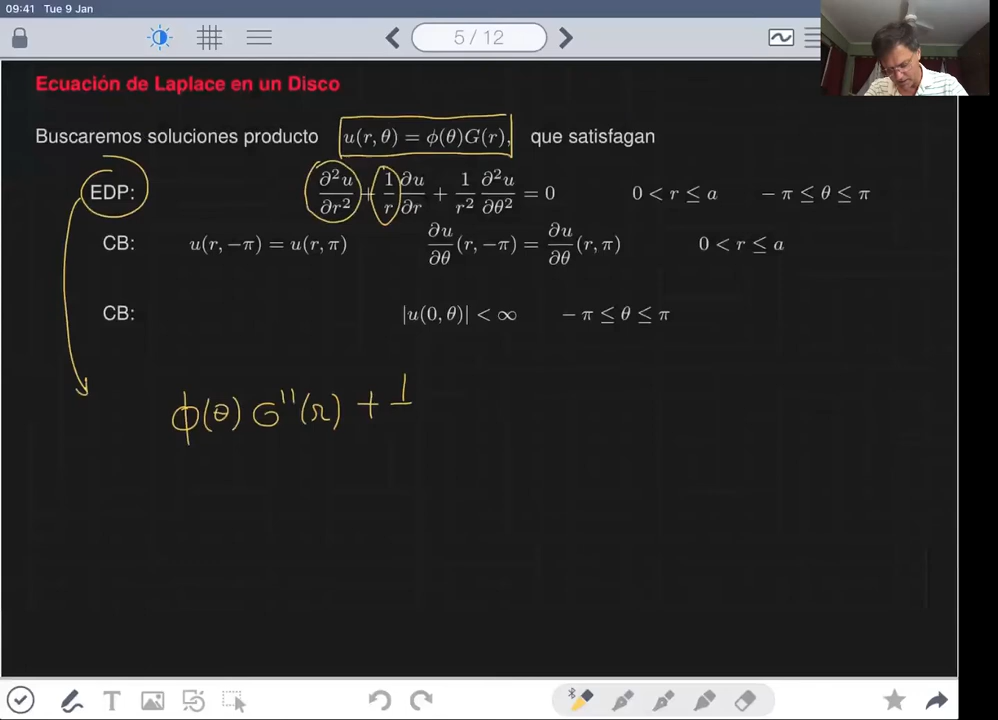 09:41 Tue 9 Jan
5 / 12
Ecuación de Laplace en un Disco
Buscaremos soluciones producto u(r, θ) = ϕ(θ)G(r), que satisfagan
EDP: ∂²u/∂r² + 1/r ∂u/∂r + 1/r² ∂²u/∂θ² = 0 0 < r ≤ a − π ≤ θ ≤ π
CB: u(r, −π) = u(r, π) ∂u/∂θ (r, −π) = ∂u/∂θ (r, π) 0 < r ≤ a
CB: |u(0, θ)| < ∞ − π ≤ θ ≤ π
ϕ(θ) G''(r) + 1
T